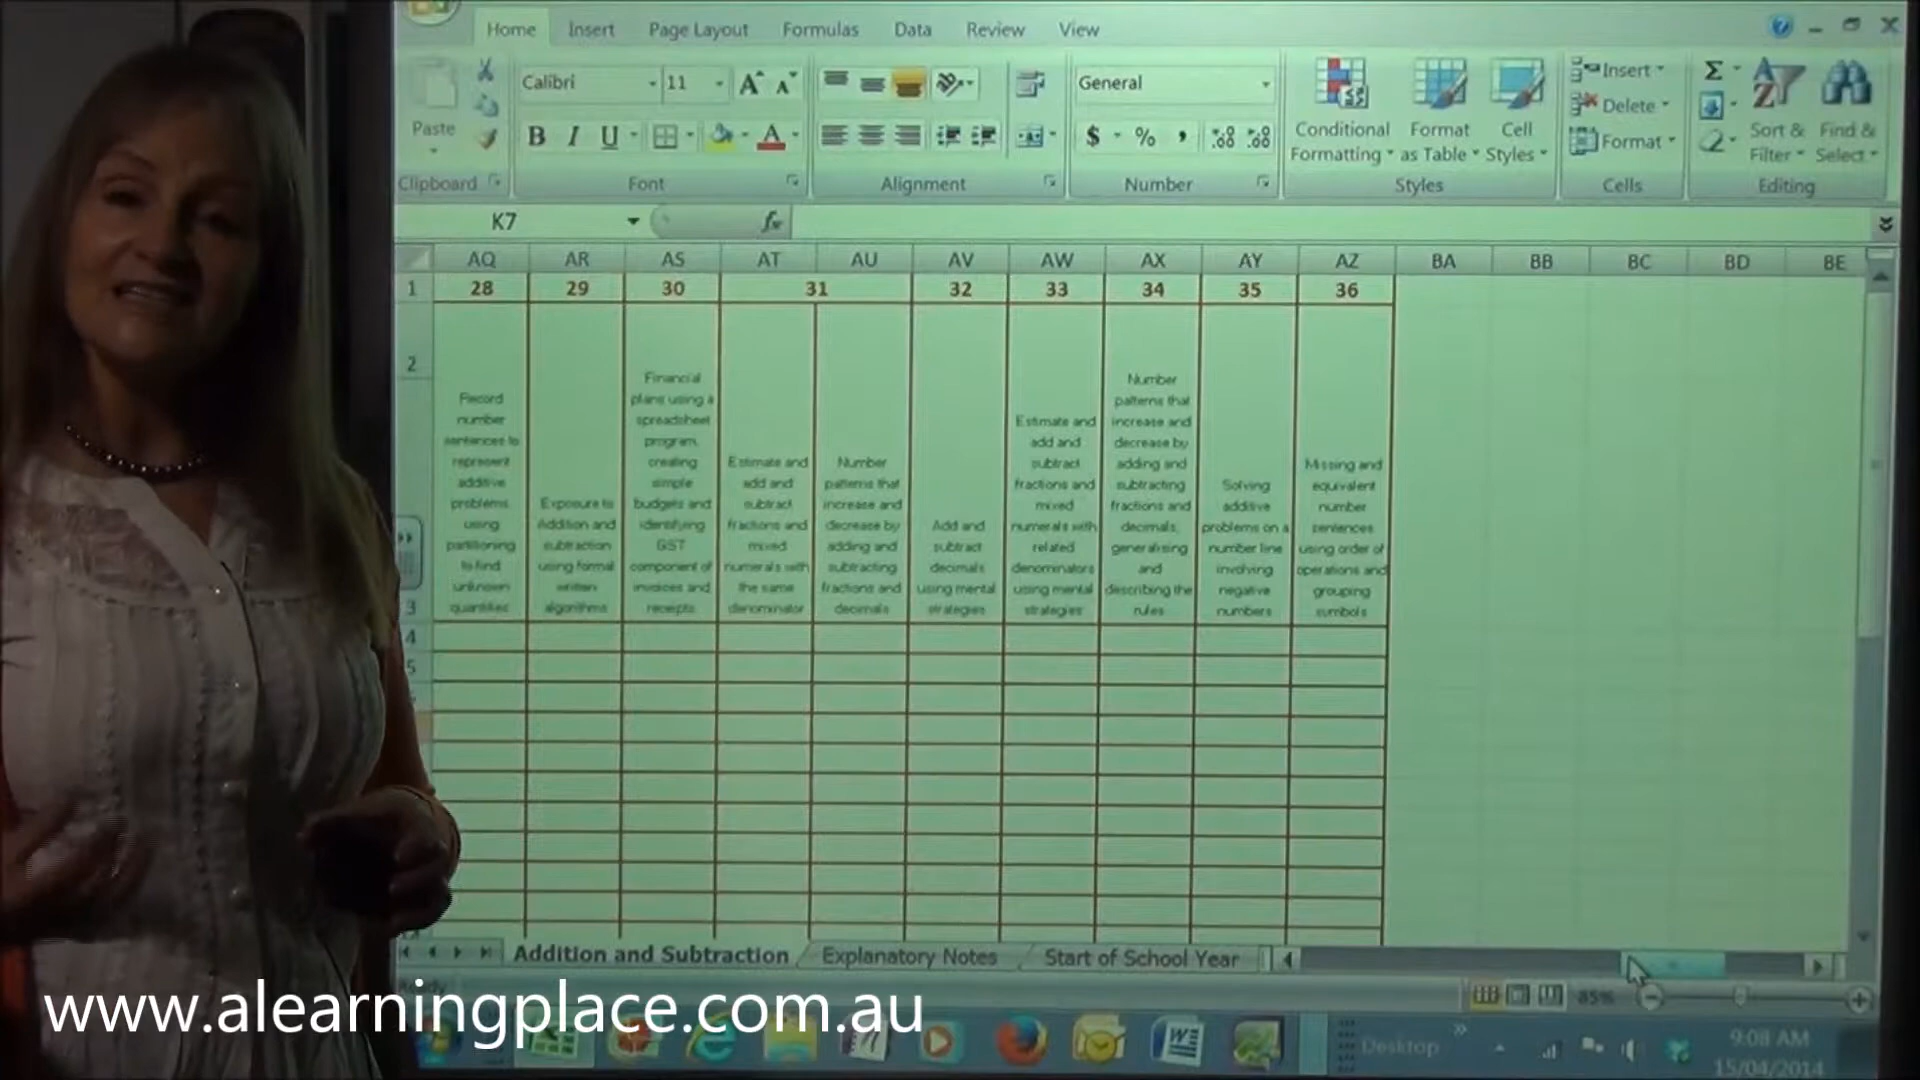 Home Insert Page Layout Formulas Data Review View
Calibri 11 A A General
Paste B I U A $ % , Conditional Formatting Format as Table Cell Styles Insert Delete Format Σ Sort & Filter Find & Select
Clipboard Font Alignment Number Styles Cells Editing
K7 fx
AQ AR AS AT AU AV AW AX AY AZ BA BB BC BD BE
1 28 29 30 31 32 33 34 35 36
2
3
Record
number
sentences to
represent
additive
problems
using
partitioning
to find
unknown
quantities
Exposure to
Addition and
subtraction
using formal
written
algorithms
Financial
plans using a
spreadsheet
program,
creating
simple
budgets and
identifying
GST
component of
invoices and
receipts
Estimate and
add and
subtract
fractions and
mixed
numerals with
the same
denominator
Number
patterns that
increase and
decrease by
adding and
subtracting
fractions and
decimals
Add and
subtract
decimals
using mental
strategies
Estimate and
add and
subtract
fractions and
mixed
numerals with
related
denominators
using mental
strategies
Number
patterns that
increase and
decrease by
adding and
subtracting
fractions and
decimals,
generalising
and
describing the
rules
Solving
additive
problems on a
number line
involving
negative
numbers
Missing and
equivalent
number
sentences
using order of
operations and
grouping
symbols
4
5
Addition and Subtraction Explanatory Notes Start of School Year
85%
www.alearningplace.com.au
Desktop
9:08 AM
15/04/2014